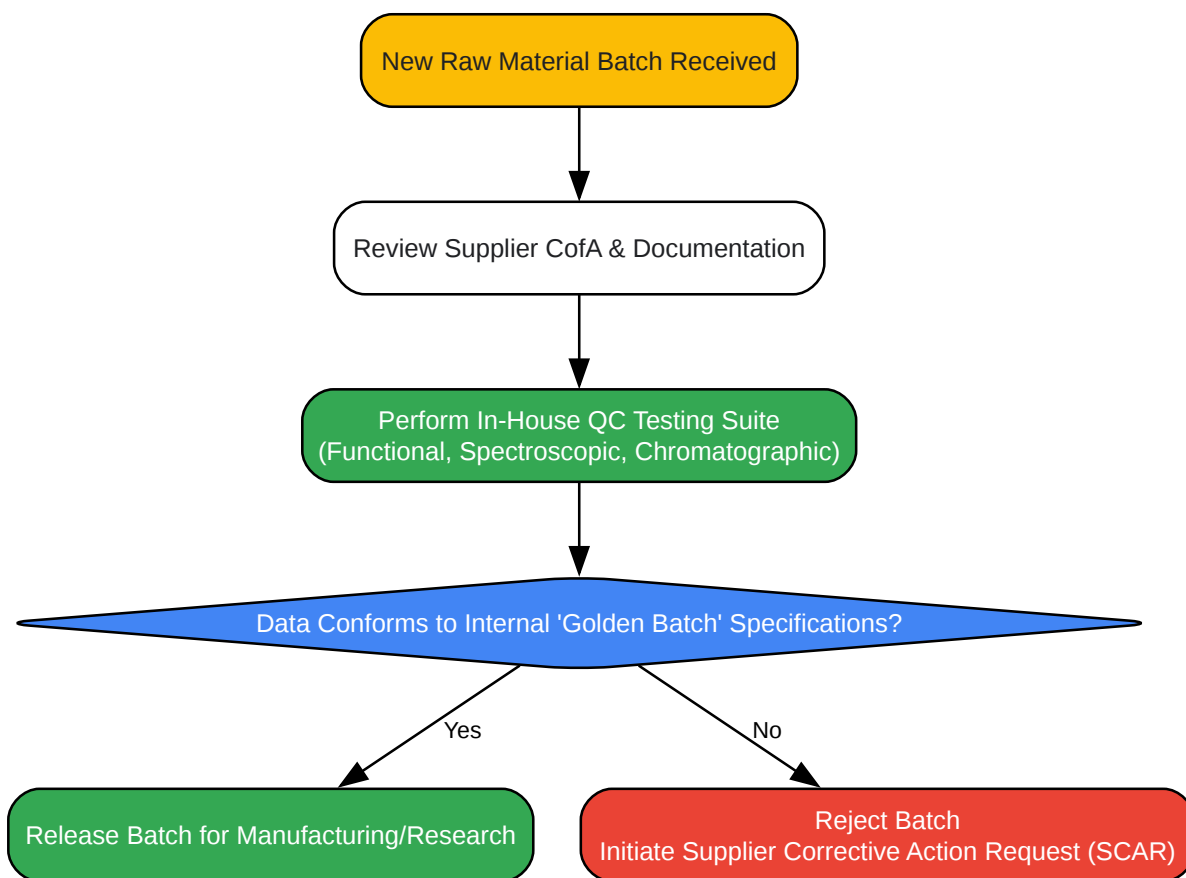 New Raw Material Batch Received
Review Supplier CofA & Documentation
Perform In-House QC Testing Suite
(Functional, Spectroscopic, Chromatographic)
Data Conforms to Internal 'Golden Batch' Specifications?
Yes
No
Release Batch for Manufacturing/Research
Reject Batch
Initiate Supplier Corrective Action Request (SCAR)